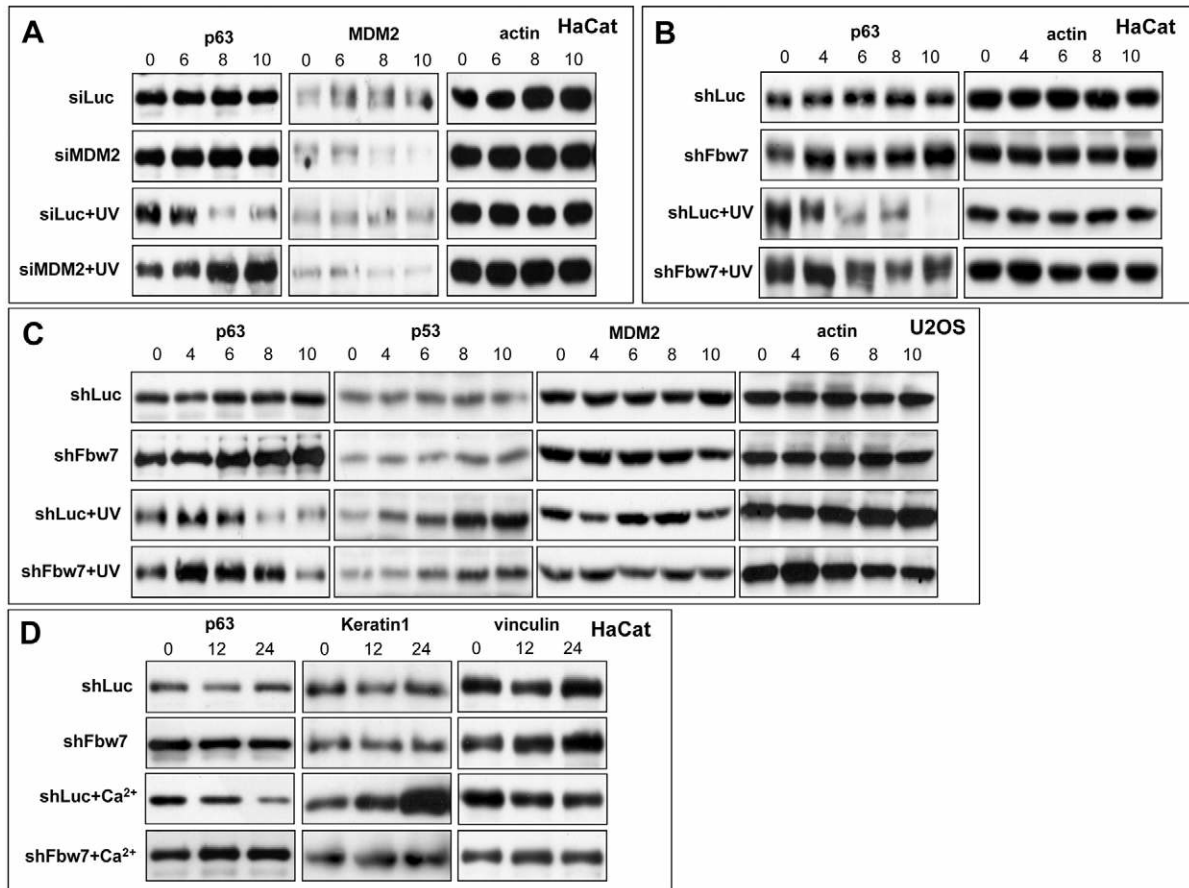 A p63 MDM2 actin HaCat
0 6 8 10 0 6 8 10 0 6 8 10
siLuc
siMDM2
siLuc+UV
siMDM2+UV
B p63 actin HaCat
0 4 6 8 10 0 4 6 8 10
shLuc
shFbw7
shLuc+UV
shFbw7+UV
C p63 p53 MDM2 actin U2OS
0 4 6 8 10 0 4 6 8 10 0 4 6 8 10 0 4 6 8 10
shLuc
shFbw7
shLuc+UV
shFbw7+UV
D p63 Keratin1 vinculin HaCat
0 12 24 0 12 24 0 12 24
shLuc
shFbw7
shLuc+Ca²⁺
shFbw7+Ca²⁺